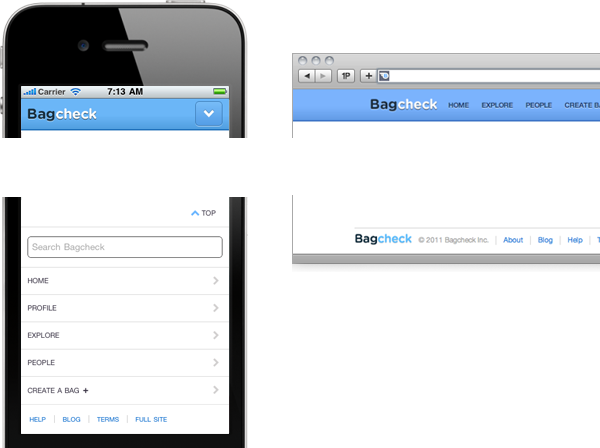 Carrier 7:13 AM
Bagcheck
TOP
Search Bagcheck
HOME
PROFILE
EXPLORE
PEOPLE
CREATE A BAG +
HELP | BLOG | TERMS | FULL SITE
1P +
Bagcheck HOME EXPLORE PEOPLE CREATE BA
Bagcheck © 2011 Bagcheck Inc. | About | Blog | Help | T